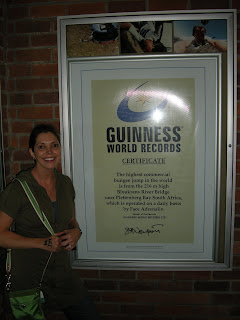 GUINNESS
WORLD RECORDS
CERTIFICATE
The highest commercial
bungee jump in the world
is from the 216 m high
Bloukrans River Bridge
near Plettenberg Bay, South Africa,
which is operated on a daily basis
by Face Adrenalin